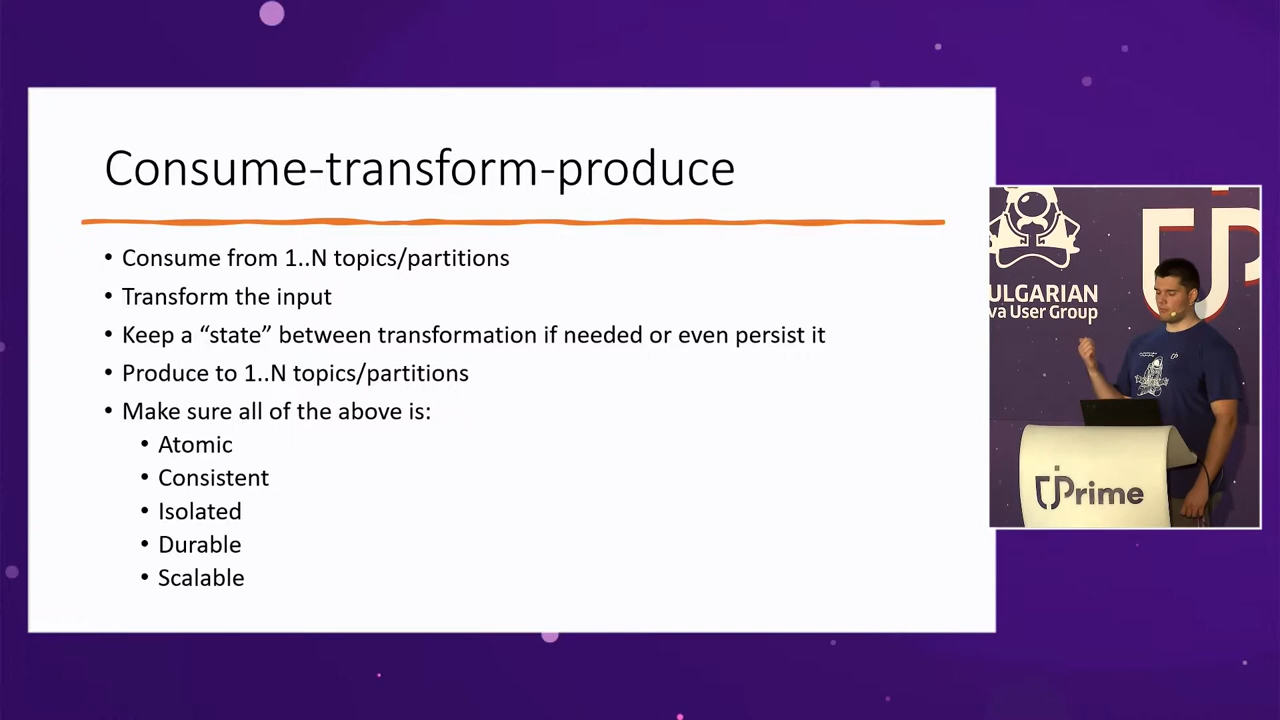 Consume-transform-produce
• Consume from 1..N topics/partitions
• Transform the input
• Keep a “state” between transformation if needed or even persist it
• Produce to 1..N topics/partitions
• Make sure all of the above is:
• Atomic
• Consistent
• Isolated
• Durable
• Scalable
ULGARIAN
va User Group
Prime